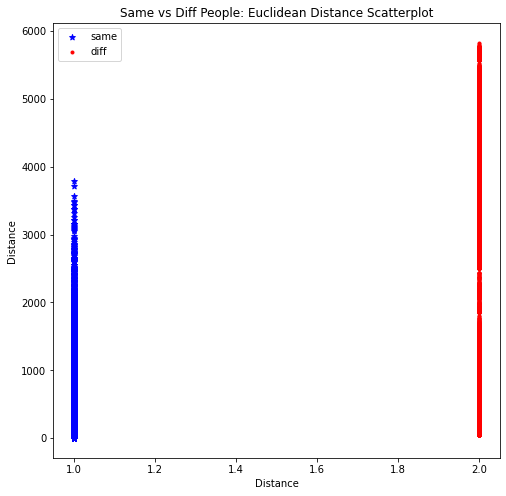 Same vs Diff People: Euclidean Distance Scatterplot
same
diff
6000
5000
4000
3000
2000
1000
0
Distance
1.0 1.2 1.4 1.6 1.8 2.0
Distance